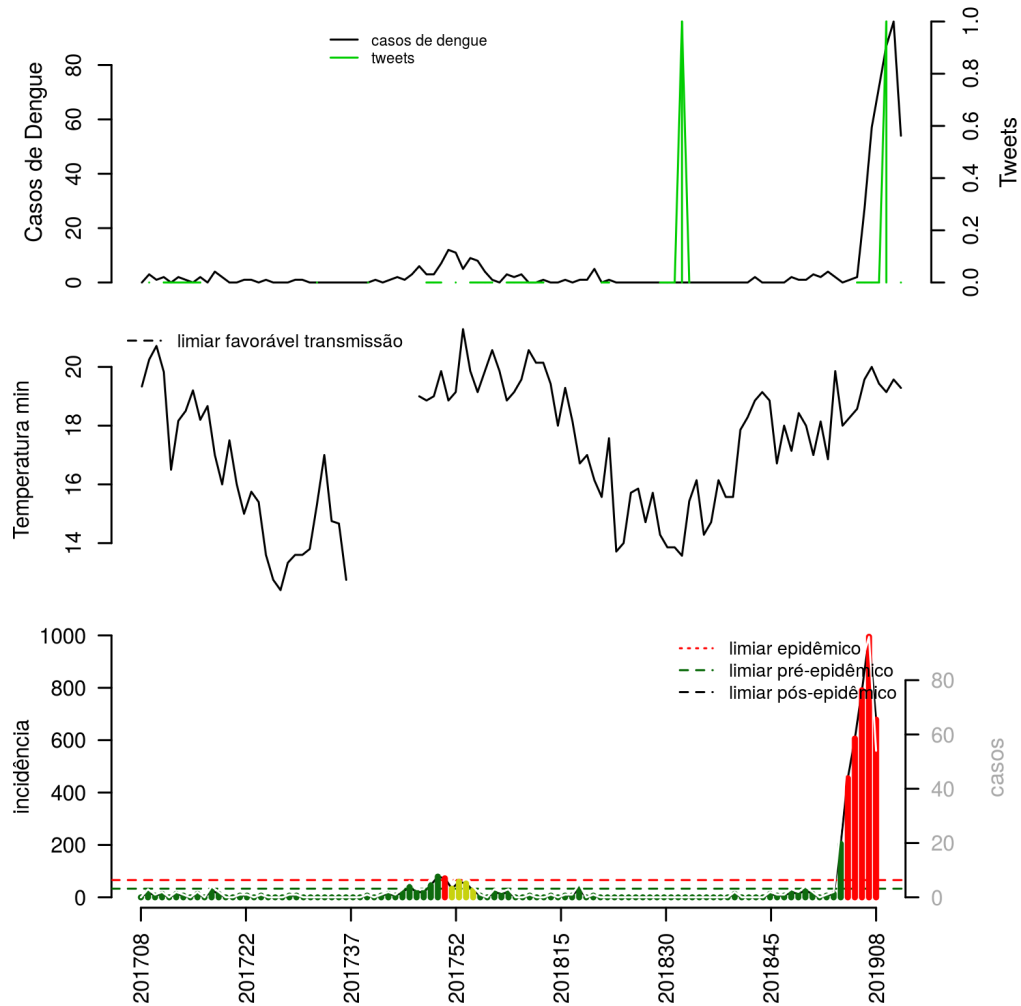 casos de dengue
tweets
Casos de Dengue
0 20 40 60 80
Tweets
0.0 0.2 0.4 0.6 0.8 1.0
limiar favorável transmissão
Temperatura min
14 16 18 20
limiar epidêmico
limiar pré-epidêmico
limiar pós-epidêmico
incidência
0 200 400 600 800 1000
casos
0 20 40 60 80
201708 201722 201737 201752 201815 201830 201845 201908